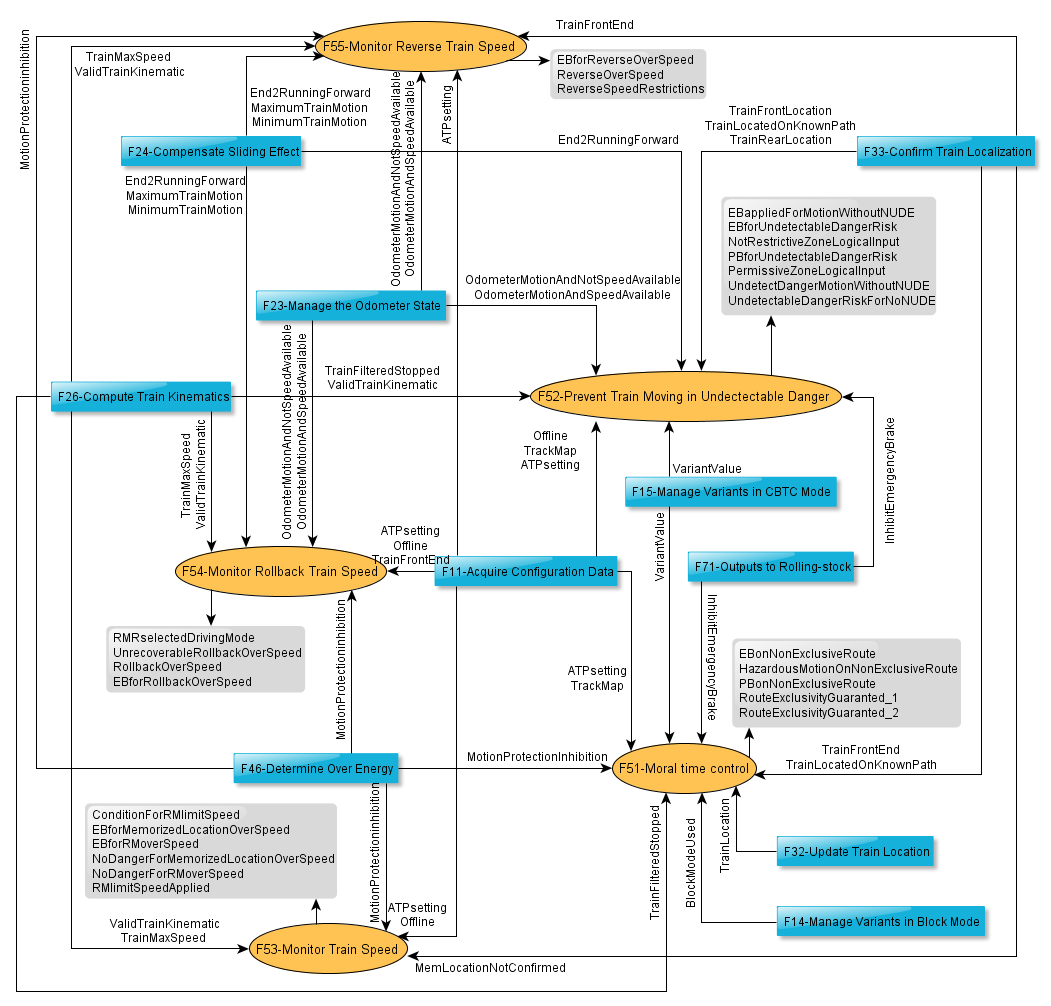 TrainFrontEnd
MotionProtectioninhibition
F55-Monitor Reverse Train Speed
TrainMaxSpeed
ValidTrainKinematic
EBforReverseOverSpeed
ReverseOverSpeed
ReverseSpeedRestrictions
End2RunningForward
MaximumTrainMotion
MinimumTrainMotion
OdometerMotionAndNotSpeedAvailable
OdometerMotionAndSpeedAvailable
ATPsetting
TrainFrontLocation
TrainLocatedOnKnownPath
TrainRearLocation
F24-Compensate Sliding Effect
End2RunningForward
F33-Confirm Train Localization
End2RunningForward
MaximumTrainMotion
MinimumTrainMotion
EBappliedForMotionWithoutNUDE
EBforUndetectableDangerRisk
NotRestrictiveZoneLogicalInput
PBforUndetectableDangerRisk
PermissiveZoneLogicalInput
UndetectDangerMotionWithoutNUDE
UndetectableDangerRiskForNoNUDE
OdometerMotionAndNotSpeedAvailable
OdometerMotionAndSpeedAvailable
F23-Manage the Odometer State
OdometerMotionAndNotSpeedAvailable
OdometerMotionAndSpeedAvailable
TrainFilteredStopped
ValidTrainKinematic
F26-Compute Train Kinematics
F52-Prevent Train Moving in Undectectable Danger
TrainMaxSpeed
ValidTrainKinematic
Offline
TrackMap
ATPsetting
InhibitEmergencyBrake
VariantValue
F15-Manage Variants in CBTC Mode
VariantValue
ATPsetting
Offline
TrainFrontEnd
F54-Monitor Rollback Train Speed
F11-Acquire Configuration Data
F71-Outputs to Rolling-stock
RMRselectedDrivingMode
UnrecoverableRollbackOverSpeed
RollbackOverSpeed
EBforRollbackOverSpeed
MotionProtectioninhibition
InhibitEmergencyBrake
ATPsetting
TrackMap
EBonNonExclusiveRoute
HazardousMotionOnNonExclusiveRoute
PBonNonExclusiveRoute
RouteExclusivityGuaranted_1
RouteExclusivityGuaranted_2
F46-Determine Over Energy
MotionProtectionInhibition
F51-Moral time control
TrainFrontEnd
TrainLocatedOnKnownPath
ConditionForRMlimitSpeed
EBforMemorizedLocationOverSpeed
EBforRMoverSpeed
NoDangerForMemorizedLocationOverSpeed
NoDangerForRMoverSpeed
RMlimitSpeedApplied
MotionProtectioninhibition
TrainFilteredStopped
BlockModeUsed
TrainLocation
F32-Update Train Location
ATPsetting
Offline
F14-Manage Variants in Block Mode
ValidTrainKinematic
TrainMaxSpeed
F53-Monitor Train Speed
MemLocationNotConfirmed